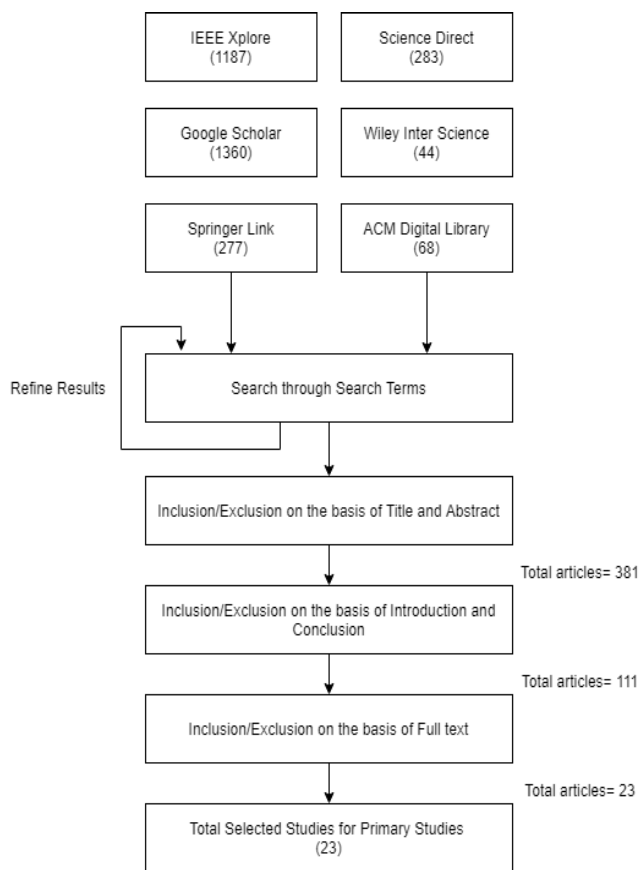 IEEE Xplore
(1187)
Science Direct
(283)
Google Scholar
(1360)
Wiley Inter Science
(44)
Springer Link
(277)
ACM Digital Library
(68)
Refine Results
Search through Search Terms
Inclusion/Exclusion on the basis of Title and Abstract
Total articles= 381
Inclusion/Exclusion on the basis of Introduction and
Conclusion
Total articles= 111
Inclusion/Exclusion on the basis of Full text
Total articles= 23
Total Selected Studies for Primary Studies
(23)